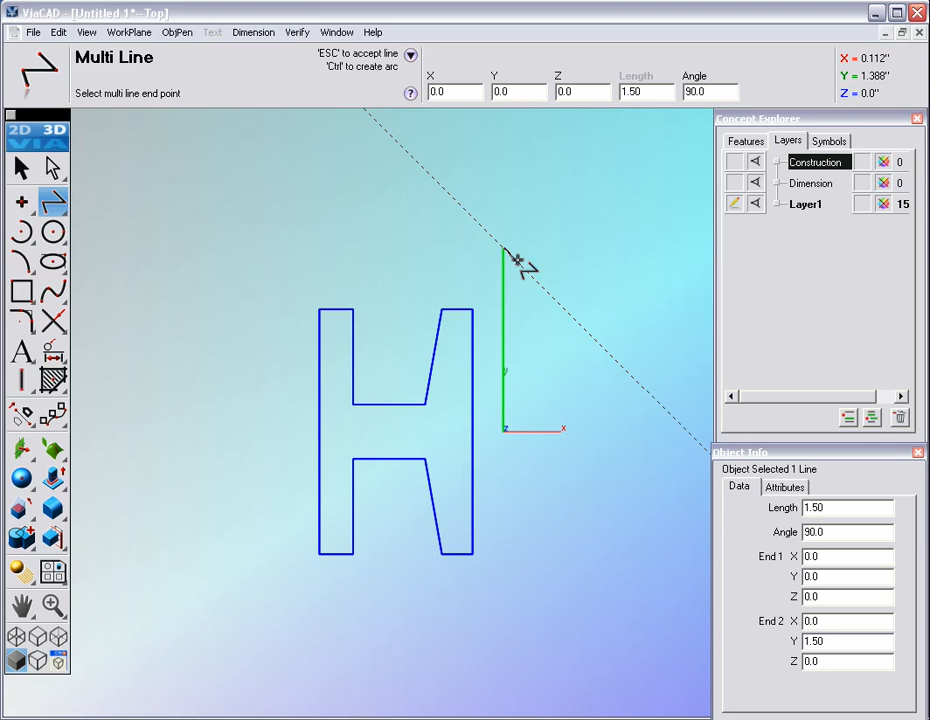 ViaCAD - [Untitled 1*--Top]
File Edit View WorkPlane ObjPen Text Dimension Verify Window Help
Multi Line
'ESC' to accept line
'Ctrl' to create arc
Select multi line end point
X Y Z Length Angle
0.0 0.0 0.0 1.50 90.0
X = 0.112"
Y = 1.388"
Z = 0.0"
2D 3D
VIA
A
y
z x
Concept Explorer
Features Layers Symbols
Construction 0
Dimension 0
Layer1 15
Object Info
Object Selected 1 Line
Data Attributes
Length 1.50
Angle 90.0
End 1 X 0.0
Y 0.0
Z 0.0
End 2 X 0.0
Y 1.50
Z 0.0